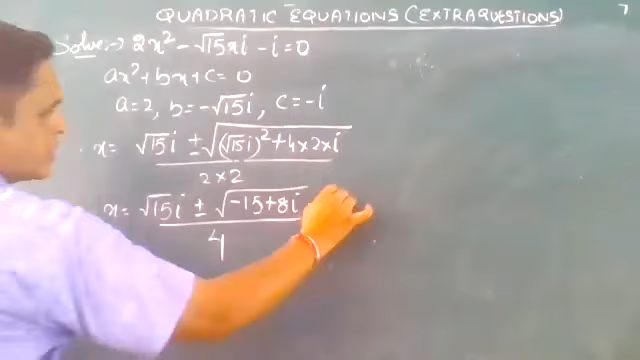 QUADRATIC EQUATIONS (EXTRAQUESTIONS)
Solve:→ 2x² - √15xi - i = 0
ax² + bx + c = 0
a = 2, b = -√15i, c = -i
x = √15i ± √(√15i)² + 4×2×i
2×2
x = √15i ± √-15+8i
4